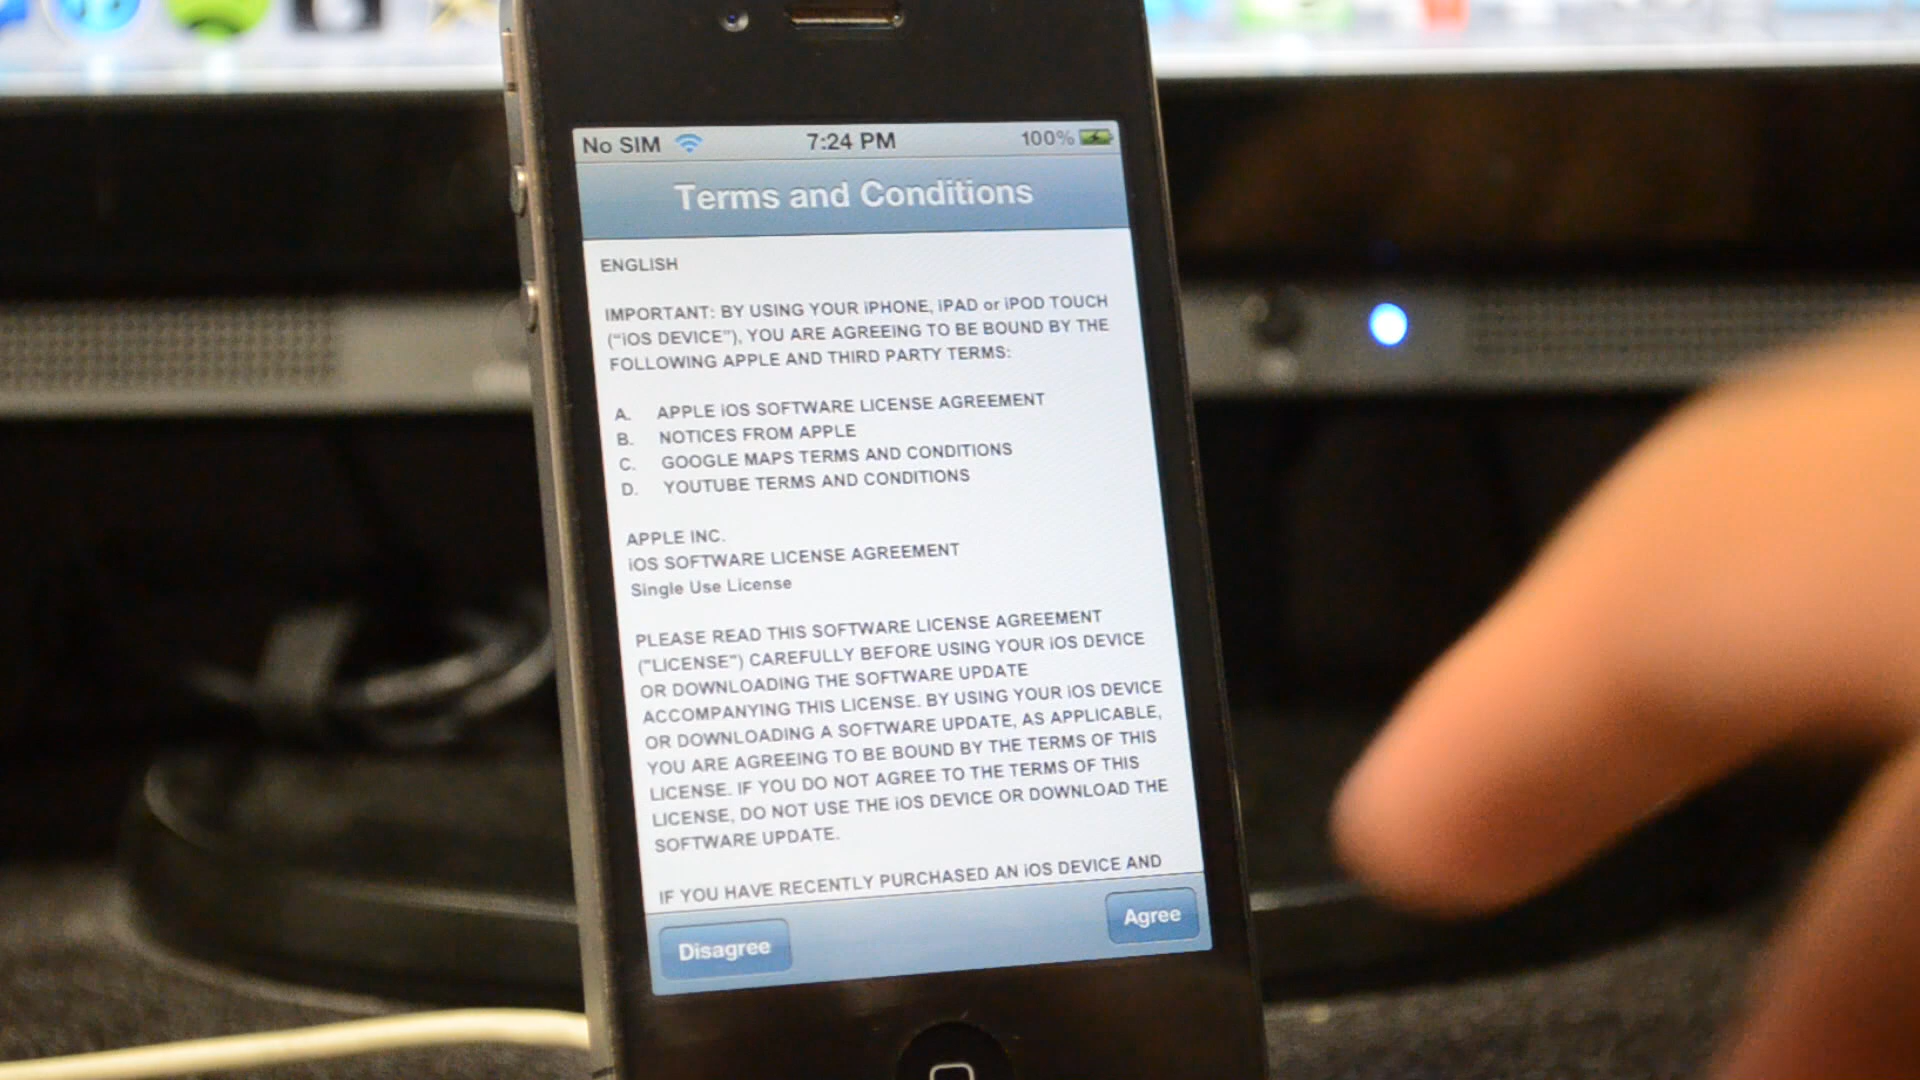 No SIM 7:24 PM 100%
Terms and Conditions
ENGLISH
IMPORTANT: BY USING YOUR iPHONE, iPAD or iPOD TOUCH
("iOS DEVICE"), YOU ARE AGREEING TO BE BOUND BY THE
FOLLOWING APPLE AND THIRD PARTY TERMS:
A. APPLE iOS SOFTWARE LICENSE AGREEMENT
B. NOTICES FROM APPLE
C. GOOGLE MAPS TERMS AND CONDITIONS
D. YOUTUBE TERMS AND CONDITIONS
APPLE INC.
iOS SOFTWARE LICENSE AGREEMENT
Single Use License
PLEASE READ THIS SOFTWARE LICENSE AGREEMENT
("LICENSE") CAREFULLY BEFORE USING YOUR iOS DEVICE
OR DOWNLOADING THE SOFTWARE UPDATE
ACCOMPANYING THIS LICENSE. BY USING YOUR iOS DEVICE
OR DOWNLOADING A SOFTWARE UPDATE, AS APPLICABLE,
YOU ARE AGREEING TO BE BOUND BY THE TERMS OF THIS
LICENSE. IF YOU DO NOT AGREE TO THE TERMS OF THIS
LICENSE, DO NOT USE THE iOS DEVICE OR DOWNLOAD THE
SOFTWARE UPDATE.
IF YOU HAVE RECENTLY PURCHASED AN iOS DEVICE AND
Disagree Agree